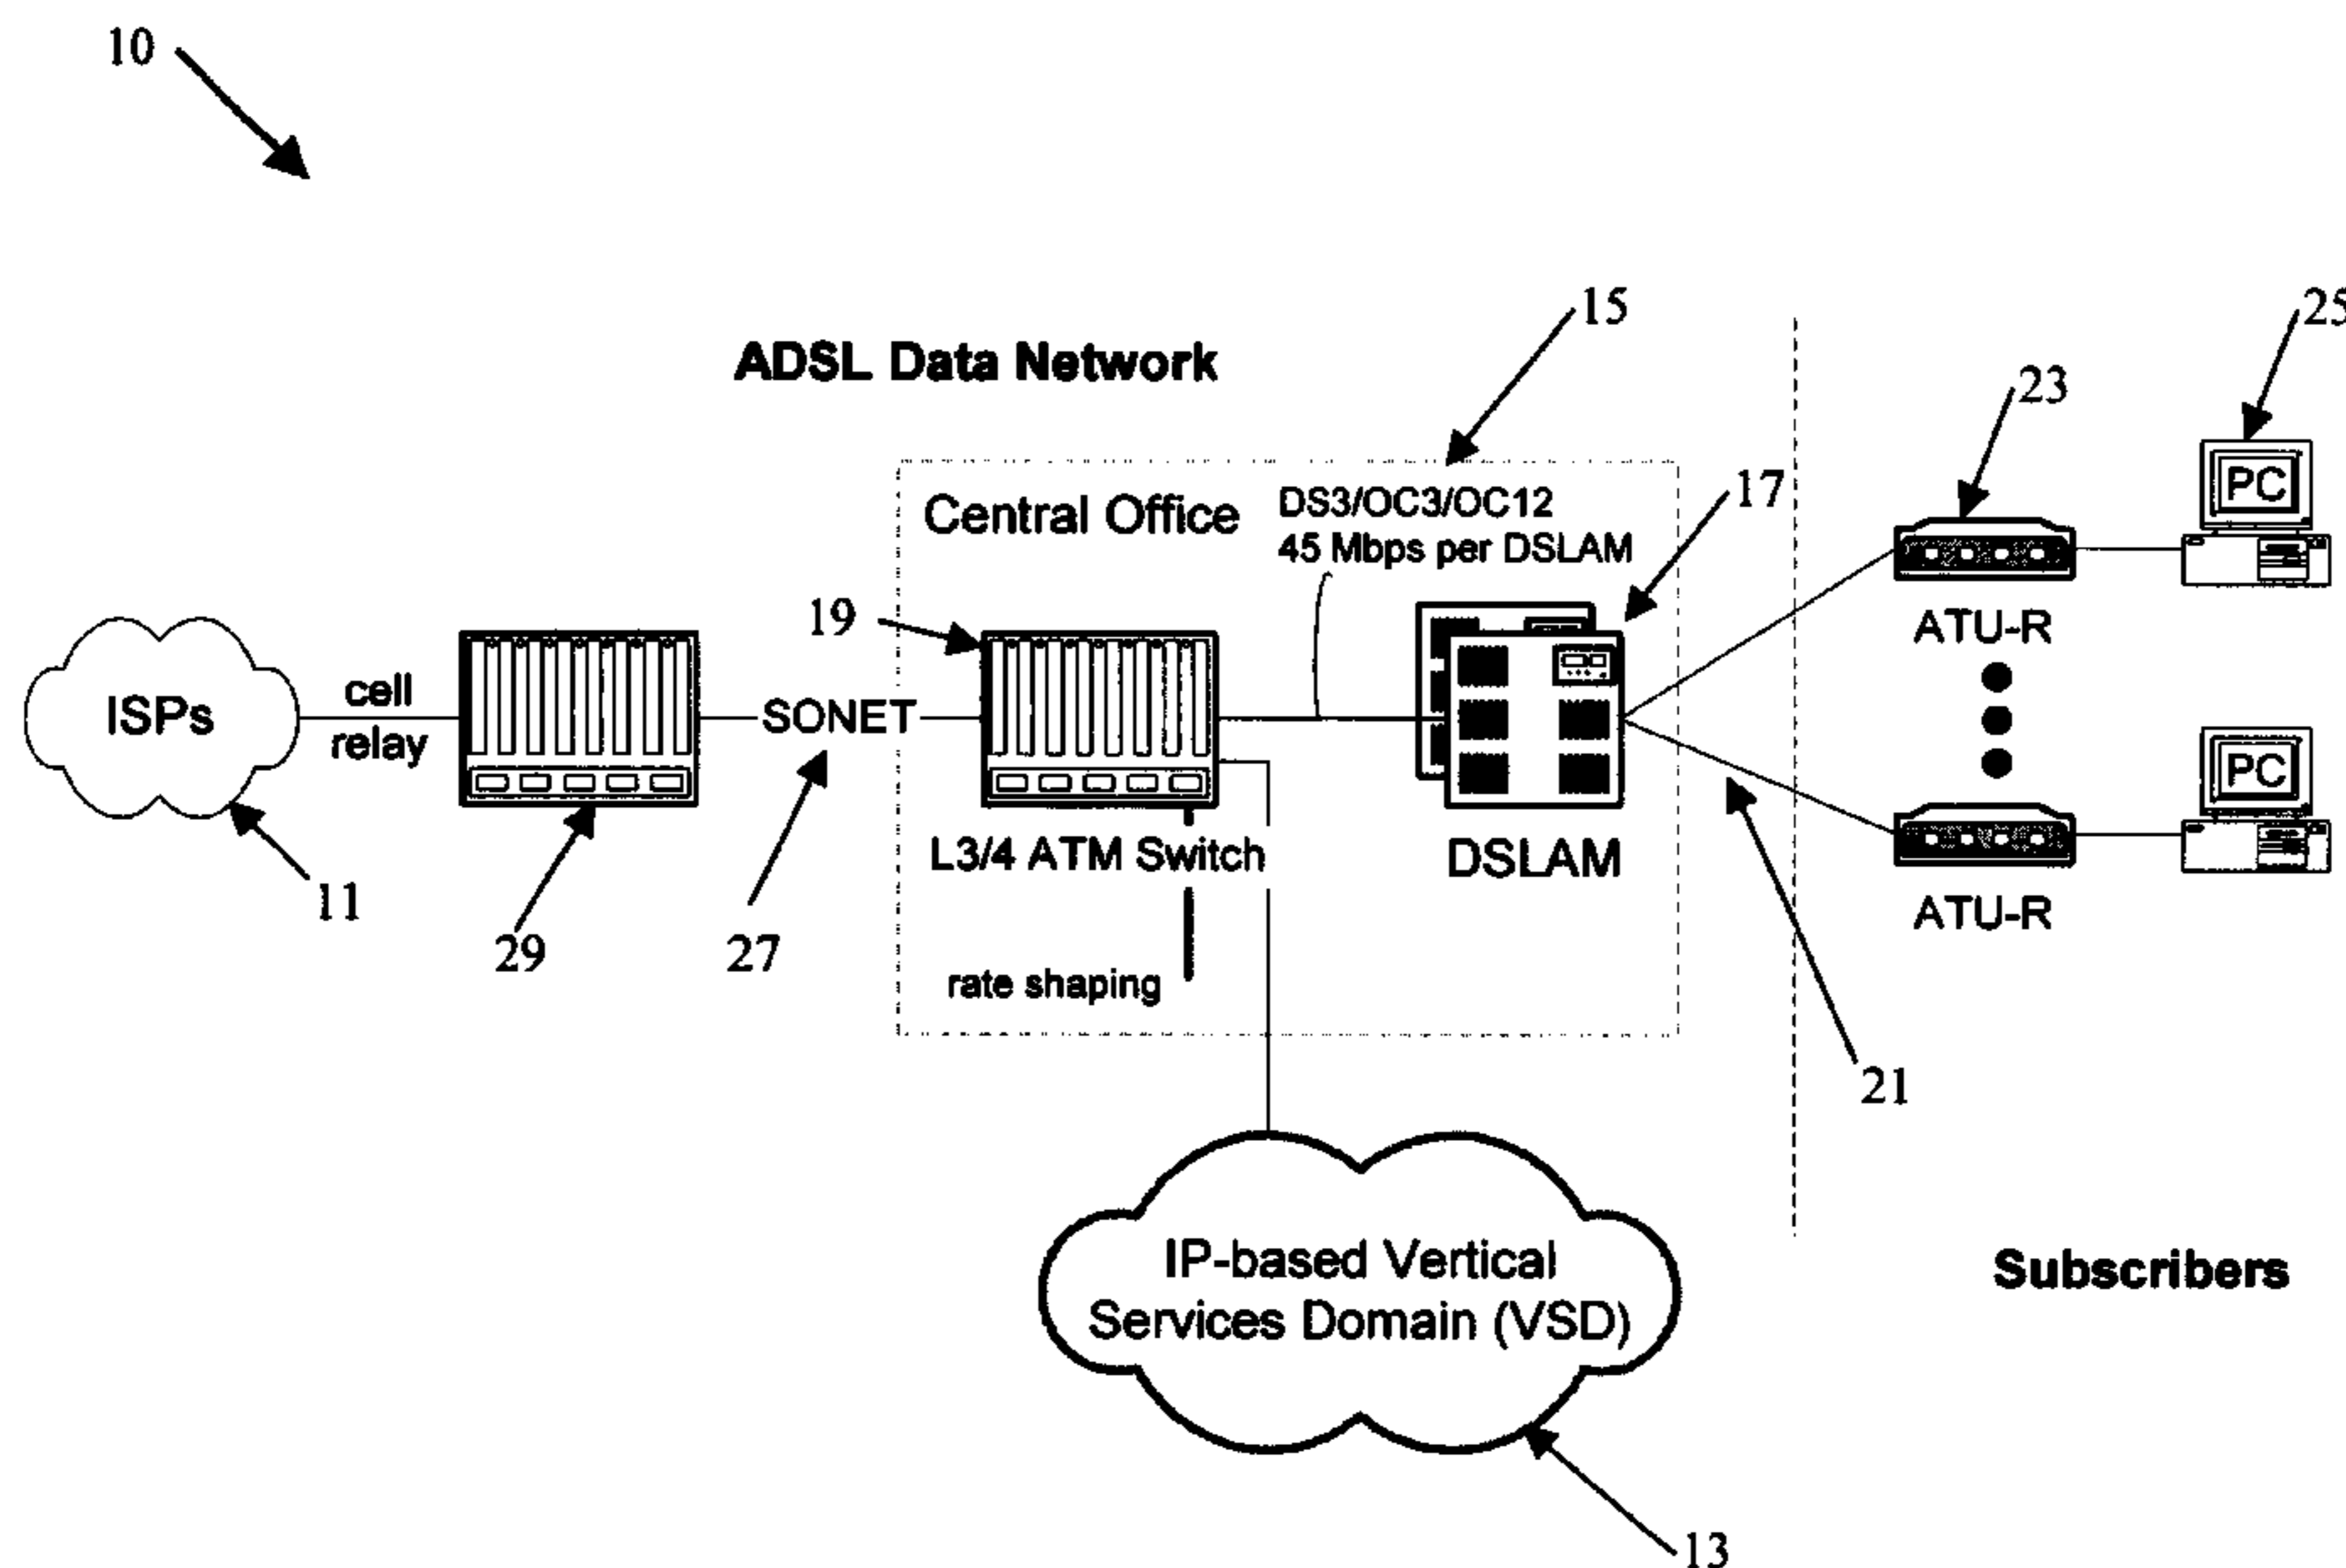 10
15
25
ADSL Data Network
23
Central Office
DS3/OC3/OC12
45 Mbps per DSLAM
17
PC
19
ATU-R
ISPs
cell
relay
SONET
PC
L3/4 ATM Switch
DSLAM
11
29
27
ATU-R
rate shaping
21
IP-based Vertical
Services Domain (VSD)
Subscribers
13